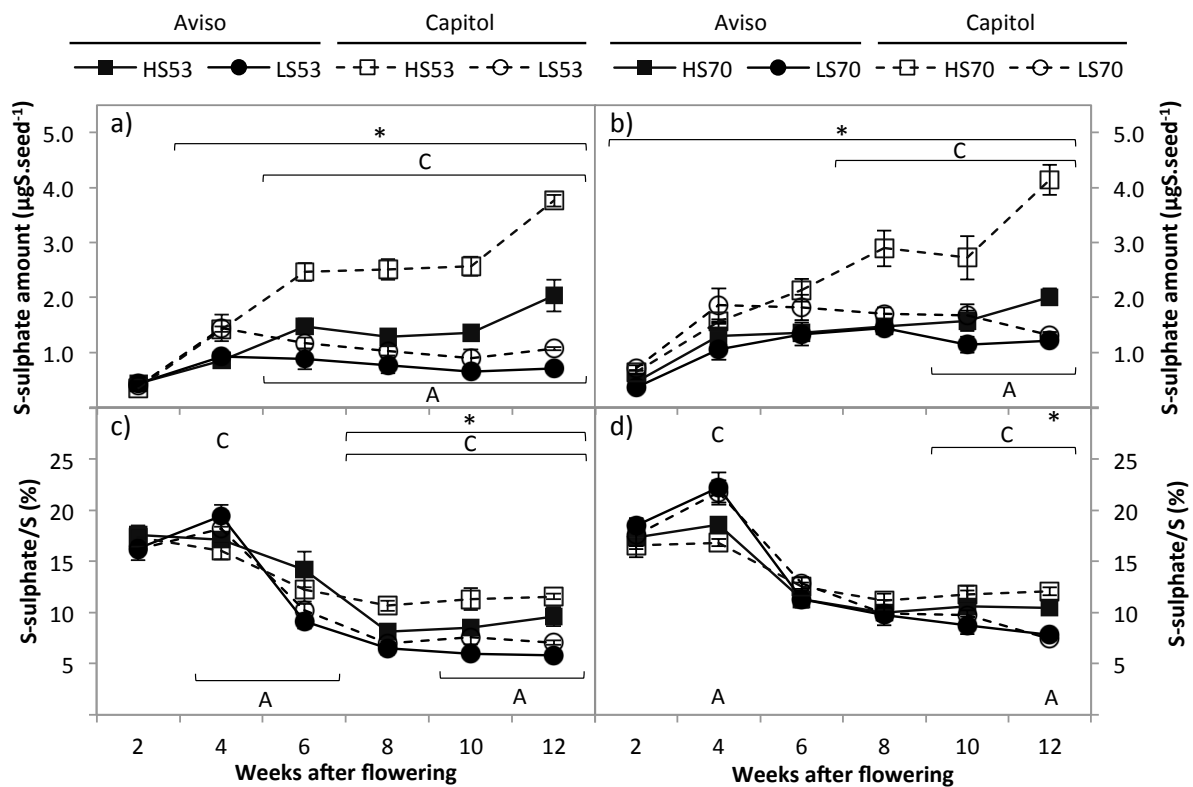 Aviso Capitol Aviso Capitol
HS53 LS53 HS53 LS53 HS70 LS70 HS70 LS70
S-sulphate amount (µgS.seed⁻¹)
5.0
4.0
3.0
2.0
1.0
a)
*
C
A
b)
*
C
A
5.0
4.0
3.0
2.0
1.0
S-sulphate amount (µgS.seed⁻¹)
S-sulphate/S (%)
25
20
15
10
5
c)
C
*
C
A
A
d)
C
*
C
A
A
25
20
15
10
5
S-sulphate/S (%)
2 4 6 8 10 12 2 4 6 8 10 12
Weeks after flowering Weeks after flowering